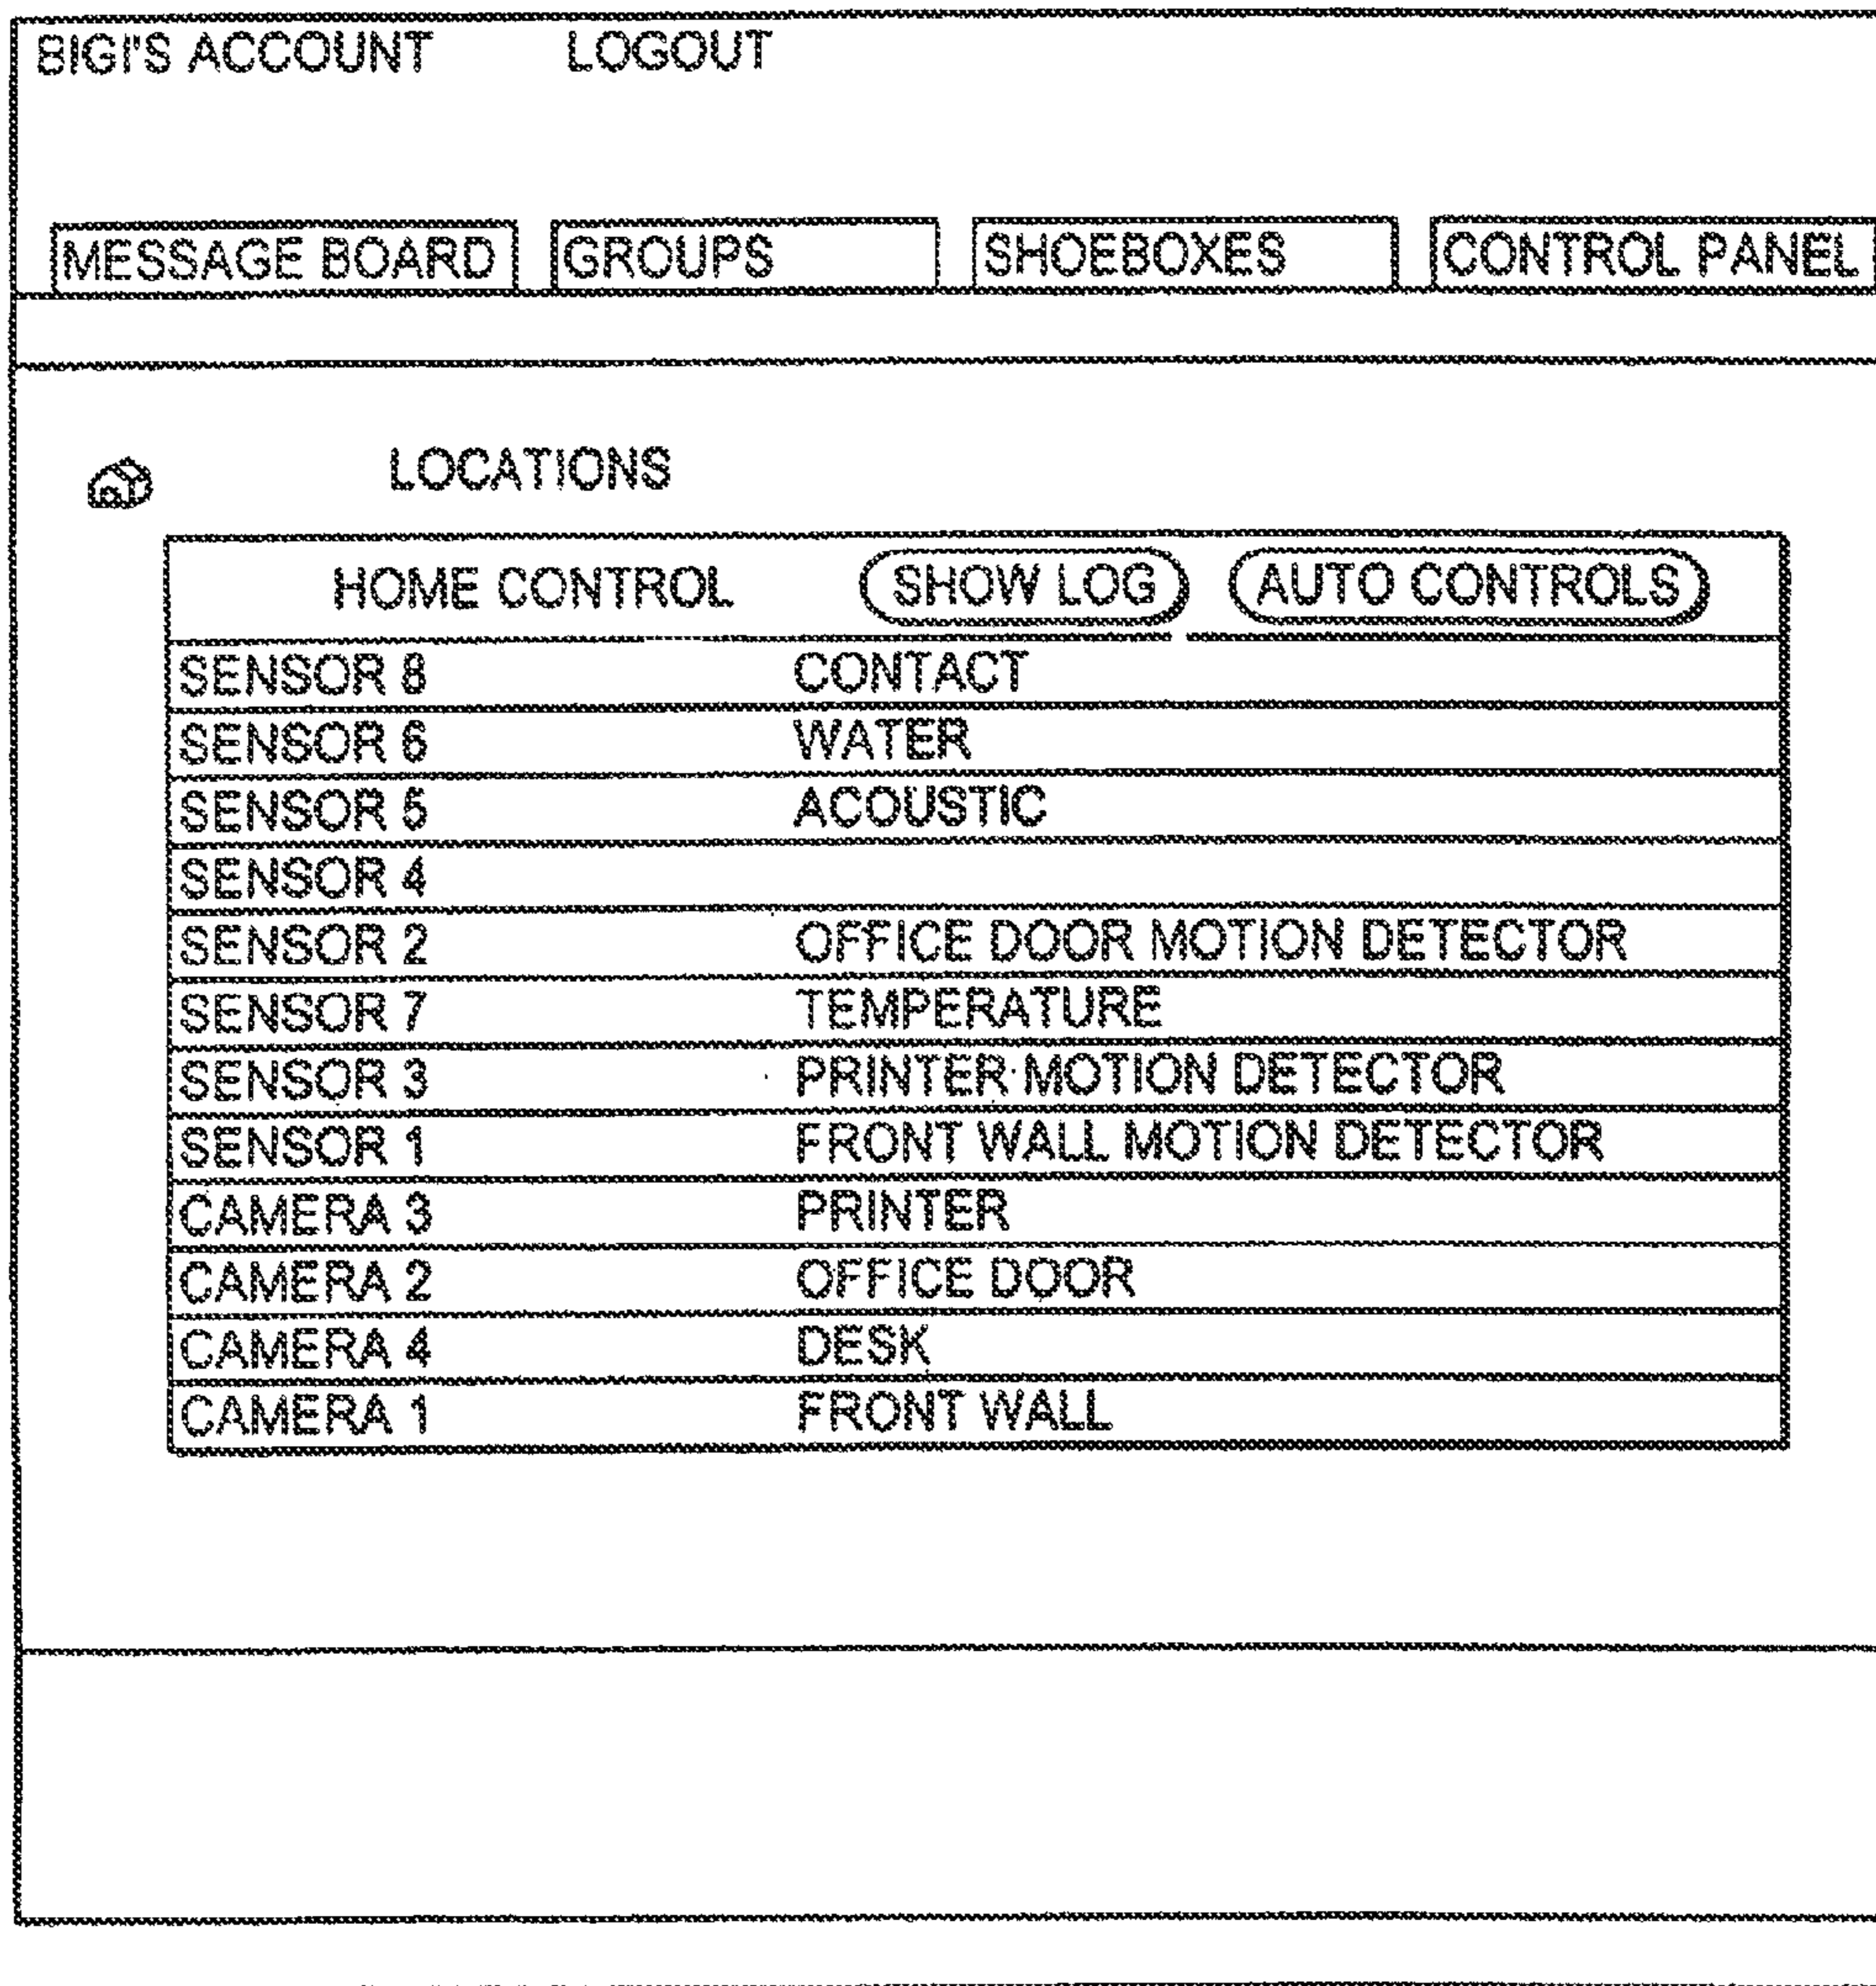 BIGI'S ACCOUNT LOGOUT
MESSAGE BOARD GROUPS SHOEBOXES CONTROL PANEL
LOCATIONS
HOME CONTROL SHOW LOG AUTO CONTROLS
SENSOR 8 CONTACT
SENSOR 6 WATER
SENSOR 5 ACOUSTIC
SENSOR 4
SENSOR 2 OFFICE DOOR MOTION DETECTOR
SENSOR 7 TEMPERATURE
SENSOR 3 PRINTER MOTION DETECTOR
SENSOR 1 FRONT WALL MOTION DETECTOR
CAMERA 3 PRINTER
CAMERA 2 OFFICE DOOR
CAMERA 4 DESK
CAMERA 1 FRONT WALL